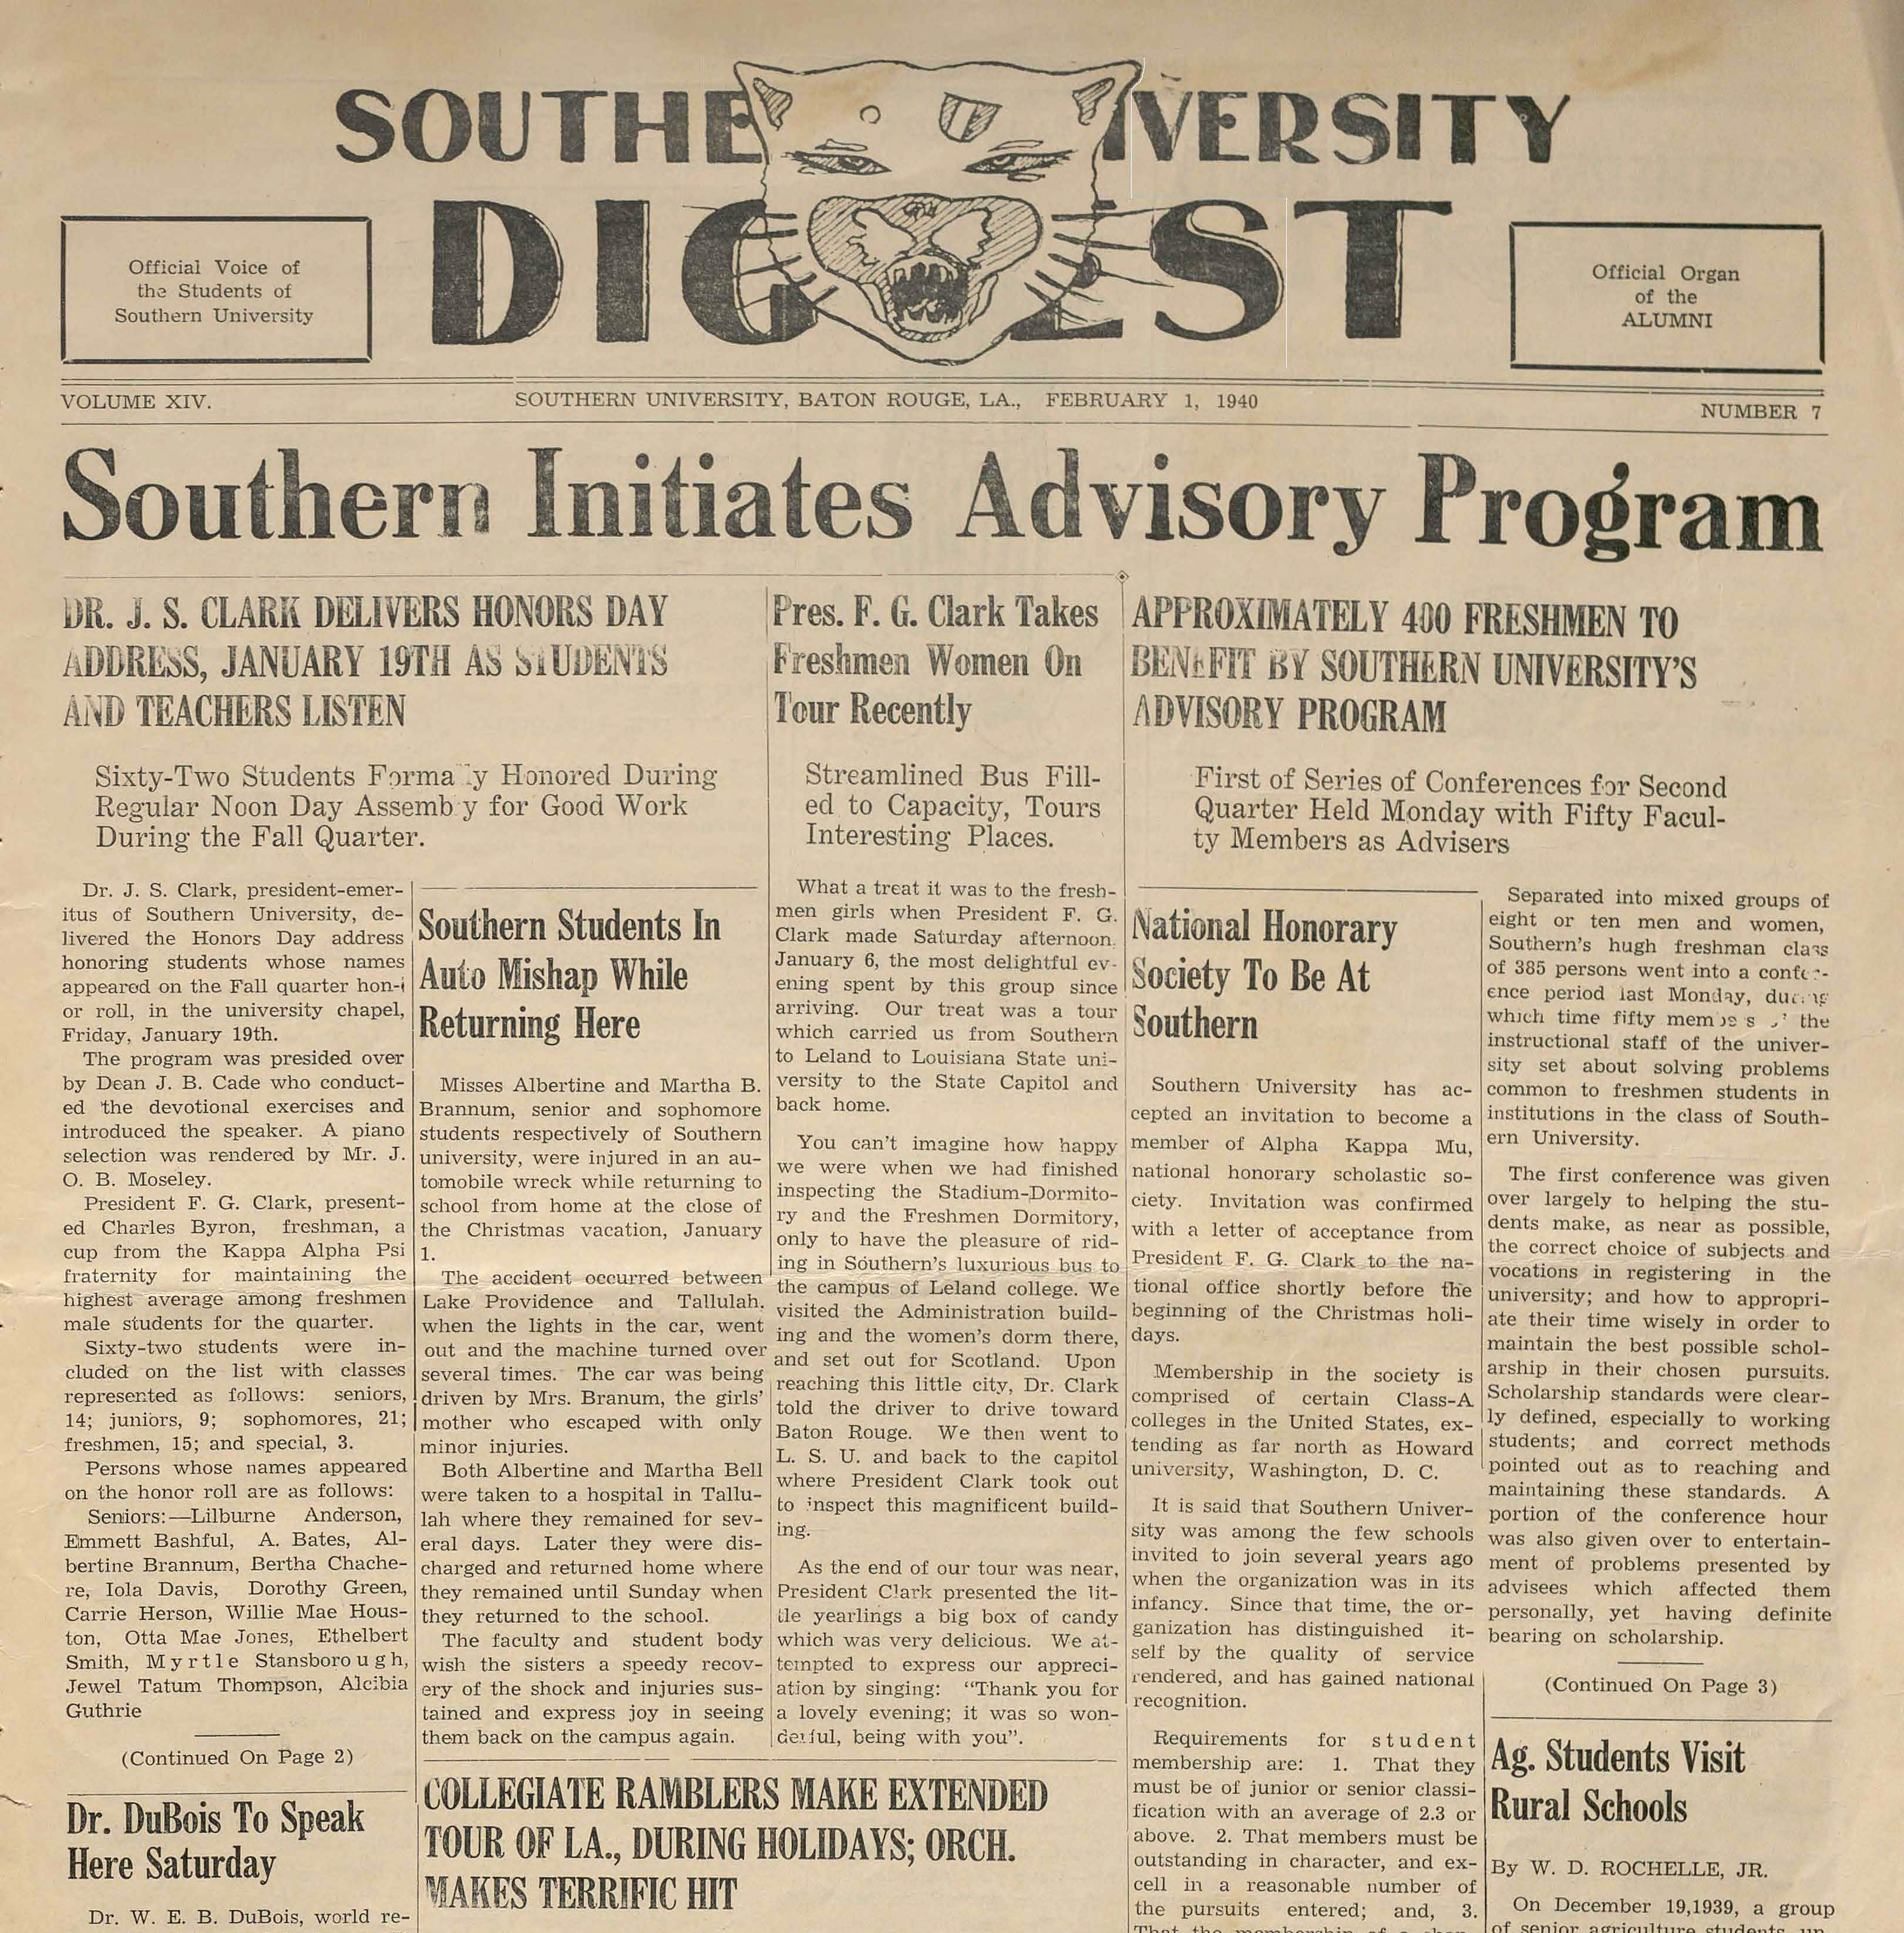 SOUTHE VERSITY
DIGEST
Official Voice of
the Students of
Southern University
Official Organ
of the
ALUMNI
VOLUME XIV.
SOUTHERN UNIVERSITY, BATON ROUGE, LA., FEBRUARY 1, 1940
NUMBER 7
Southern Initiates Advisory Program
DR. J. S. CLARK DELIVERS HONORS DAY
ADDRESS, JANUARY 19TH AS STUDENTS
AND TEACHERS LISTEN
Sixty-Two Students Forma y Honored During
Regular Noon Day Assemb y for Good Work
During the Fall Quarter.
Dr. J. S. Clark, president-emer-
itus of Southern University, de-
livered the Honors Day address
honoring students whose names
appeared on the Fall quarter hon-
or roll, in the university chapel,
Friday, January 19th.
The program was presided over
by Dean J. B. Cade who conduct-
ed the devotional exercises and
introduced the speaker. A piano
selection was rendered by Mr. J.
O. B. Moseley.
President F. G. Clark, present-
ed Charles Byron, freshman, a
cup from the Kappa Alpha Psi
fraternity for maintaining the
highest average among freshmen
male students for the quarter.
Sixty-two students were in-
cluded on the list with classes
represented as follows: seniors,
14; juniors, 9; sophomores, 21;
freshmen, 15; and special, 3.
Persons whose names appeared
on the honor roll are as follows:
Seniors:—Lilburne Anderson,
Emmett Bashful, A. Bates, Al-
bertine Brannum, Bertha Chache-
re, Iola Davis, Dorothy Green,
Carrie Herson, Willie Mae Hous-
ton, Otta Mae Jones, Ethelbert
Smith, Myrtle Stansborough,
Jewel Tatum Thompson, Alcibia
Guthrie
(Continued On Page 2)
Dr. DuBois To Speak
Here Saturday
Dr. W. E. B. DuBois, world re-
Southern Students In
Auto Mishap While
Returning Here
Misses Albertine and Martha B.
Brannum, senior and sophomore
students respectively of Southern
university, were injured in an au-
tomobile wreck while returning to
school from home at the close of
the Christmas vacation, January
1.
The accident occurred between
Lake Providence and Tallulah,
when the lights in the car, went
out and the machine turned over
several times. The car was being
driven by Mrs. Branum, the girls'
mother who escaped with only
minor injuries.
Both Albertine and Martha Bell
were taken to a hospital in Tallu-
lah where they remained for sev-
eral days. Later they were dis-
charged and returned home where
they remained until Sunday when
they returned to the school.
The faculty and student body
wish the sisters a speedy recov-
ery of the shock and injuries sus-
tained and express joy in seeing
them back on the campus again.
Pres. F. G. Clark Takes
Freshmen Women On
Tour Recently
Streamlined Bus Fill-
ed to Capacity, Tours
Interesting Places.
What a treat it was to the fresh-
men girls when President F. G.
Clark made Saturday afternoon,
January 6, the most delightful ev-
ening spent by this group since
arriving. Our treat was a tour
which carried us from Southern
to Leland to Louisiana State uni-
versity to the State Capitol and
back home.
You can't imagine how happy
we were when we had finished
inspecting the Stadium-Dormito-
ry and the Freshmen Dormitory,
only to have the pleasure of rid-
ing in Southern's luxurious bus to
the campus of Leland college. We
visited the Administration build-
ing and the women's dorm there,
and set out for Scotland. Upon
reaching this little city, Dr. Clark
told the driver to drive toward
Baton Rouge. We then went to
L. S. U. and back to the capitol
where President Clark took out
to inspect this magnificent build-
ing.
As the end of our tour was near,
President Clark presented the lit-
tle yearlings a big box of candy
which was very delicious. We at-
tempted to express our appreci-
ation by singing: "Thank you for
a lovely evening; it was so won-
derful, being with you".
COLLEGIATE RAMBLERS MAKE EXTENDED
TOUR OF LA., DURING HOLIDAYS; ORCH.
MAKES TERRIFIC HIT
APPROXIMATELY 400 FRESHMEN TO
BENEFIT BY SOUTHERN UNIVERSITY'S
ADVISORY PROGRAM
First of Series of Conferences for Second
Quarter Held Monday with Fifty Facul-
ty Members as Advisers
National Honorary
Society To Be At
Southern
Southern University has ac-
cepted an invitation to become a
member of Alpha Kappa Mu,
national honorary scholastic so-
ciety. Invitation was confirmed
with a letter of acceptance from
President F. G. Clark to the na-
tional office shortly before the
beginning of the Christmas holi-
days.
Membership in the society is
comprised of certain Class-A
colleges in the United States, ex-
tending as far north as Howard
university, Washington, D. C.
It is said that Southern Univer-
sity was among the few schools
invited to join several years ago
when the organization was in its
infancy. Since that time, the or-
ganization has distinguished it-
self by the quality of service
rendered, and has gained national
recognition.
Requirements for student
membership are: 1. That they
must be of junior or senior classi-
fication with an average of 2.3 or
above. 2. That members must be
outstanding in character, and ex-
cell in a reasonable number of
the pursuits entered; and, 3.
Separated into mixed groups of
eight or ten men and women,
Southern's hugh freshman class
of 385 persons went into a confer-
ence period last Monday, during
which time fifty the
instructional staff of the univer-
sity set about solving problems
common to freshmen students in
institutions in the class of South-
ern University.
The first conference was given
over largely to helping the stu-
dents make, as near as possible,
the correct choice of subjects and
vocations in registering in the
university; and how to appropri-
ate their time wisely in order to
maintain the best possible schol-
arship in their chosen pursuits.
Scholarship standards were clear-
ly defined, especially to working
students; and correct methods
pointed out as to reaching and
maintaining these standards. A
portion of the conference hour
was also given over to entertain-
ment of problems presented by
advisees which affected them
personally, yet having definite
bearing on scholarship.
(Continued On Page 3)
Ag. Students Visit
Rural Schools
By W. D. ROCHELLE, JR.
On December 19,1939, a group
of senior agriculture students, un-